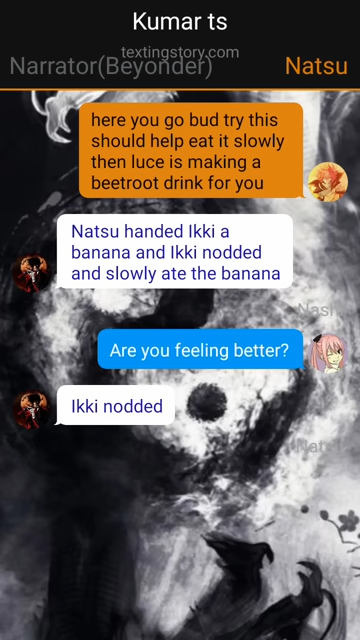 Kumar ts
textingstory.com
Narrator(Beyonder)
Natsu
here you go bud try this
should help eat it slowly
then luce is making a
beetroot drink for you
Natsu handed Ikki a
banana and Ikki nodded
and slowly ate the banana
Are you feeling better?
Ikki nodded